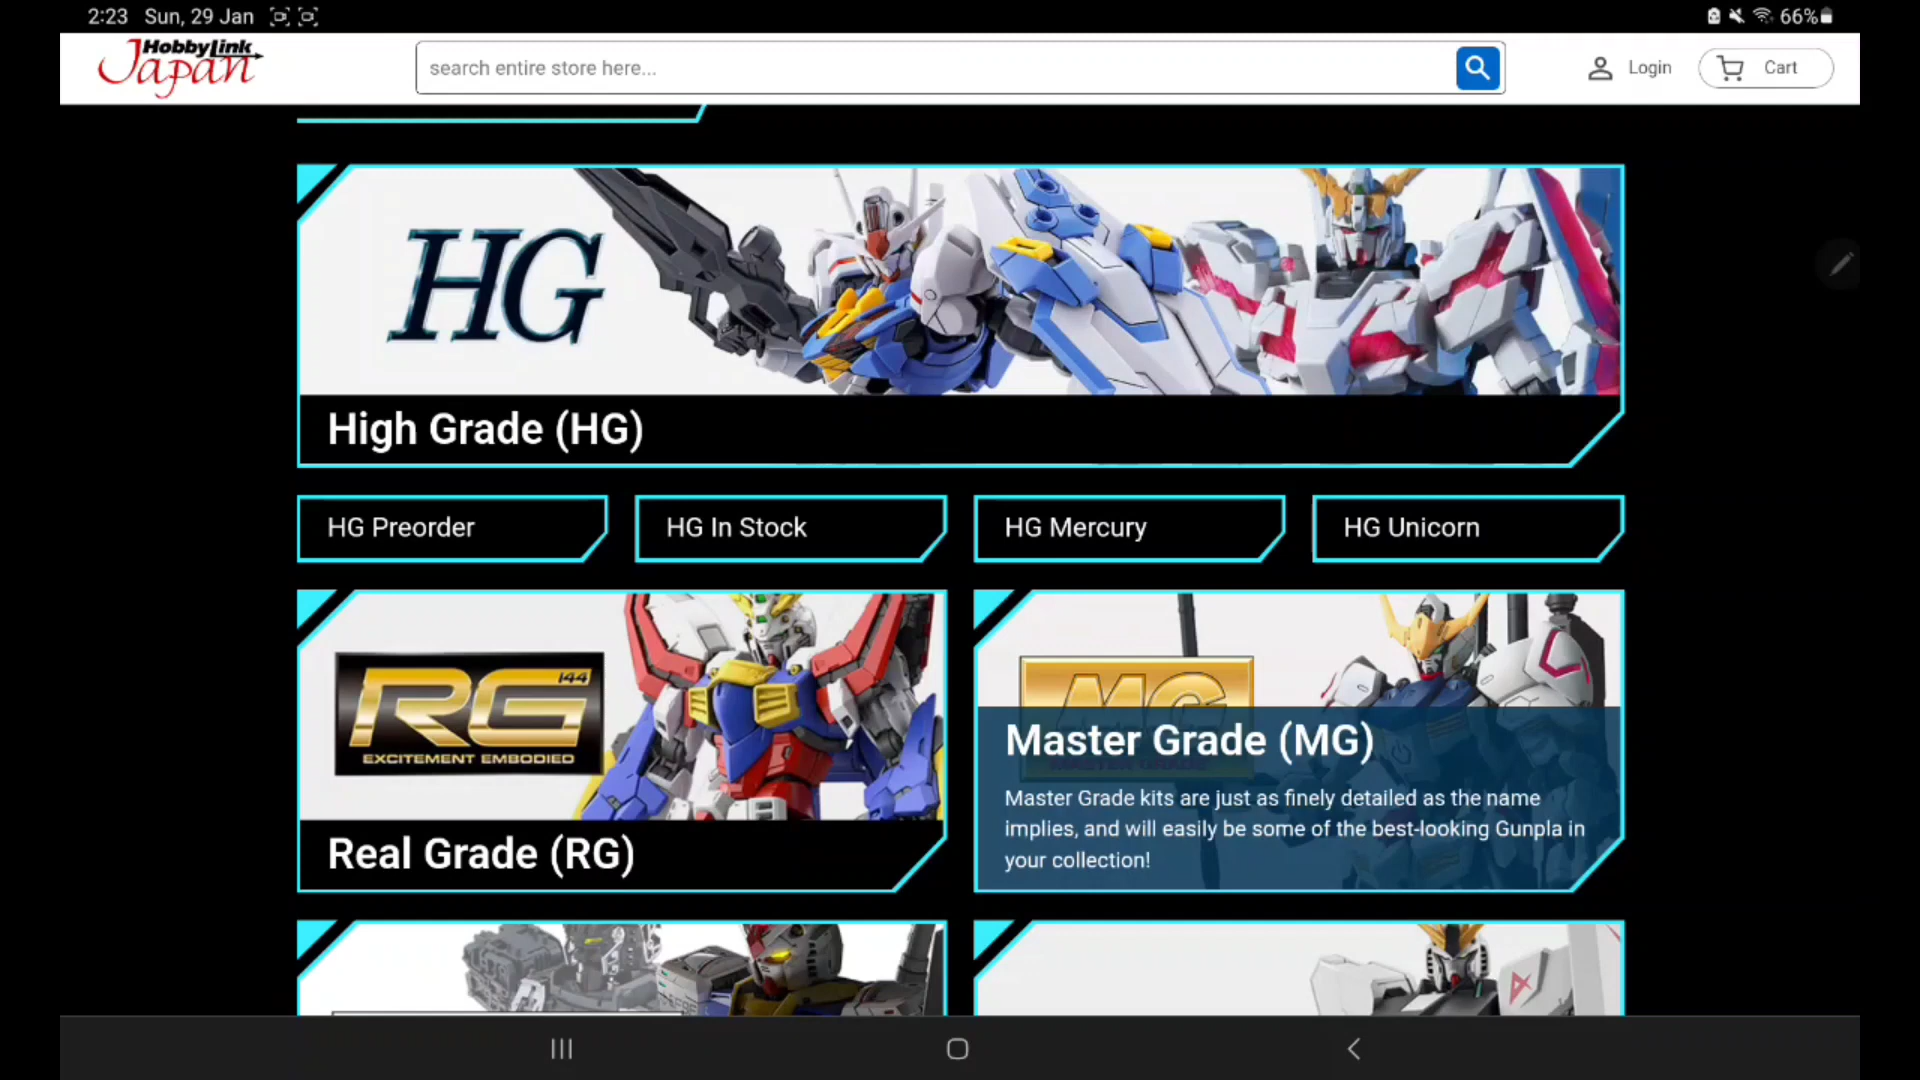 2:23 Sun, 29 Jan
66%
HobbyLink
Japan
search entire store here...
Login
Cart
HG
High Grade (HG)
HG Preorder
HG In Stock
HG Mercury
HG Unicorn
RG 144
EXCITEMENT EMBODIED
Real Grade (RG)
MG
MASTER GRADE
Master Grade (MG)
Master Grade kits are just as finely detailed as the name
implies, and will easily be some of the best-looking Gunpla in
your collection!